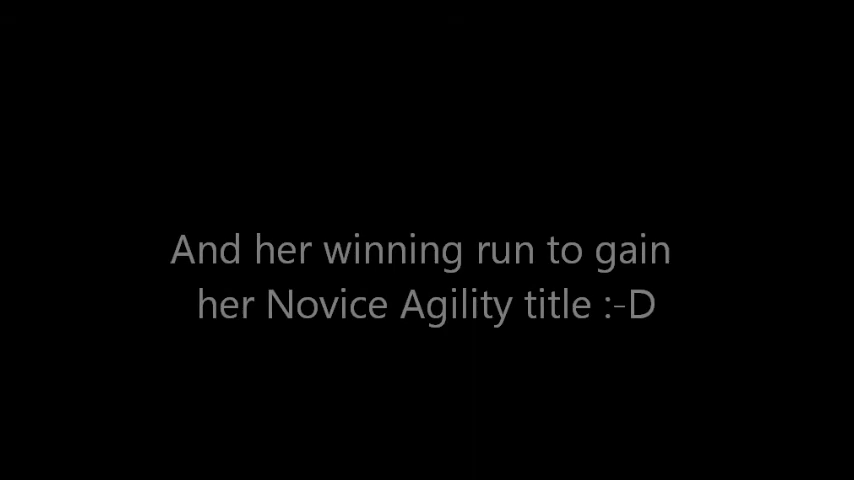 And her winning run to gain
her Novice Agility title :-D